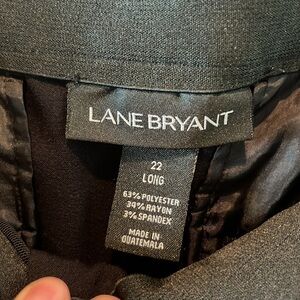 LANE BRYANT
22
LONG
63% POLYESTER
34% RAYON
3% SPANDEX
MADE IN
GUATEMALA